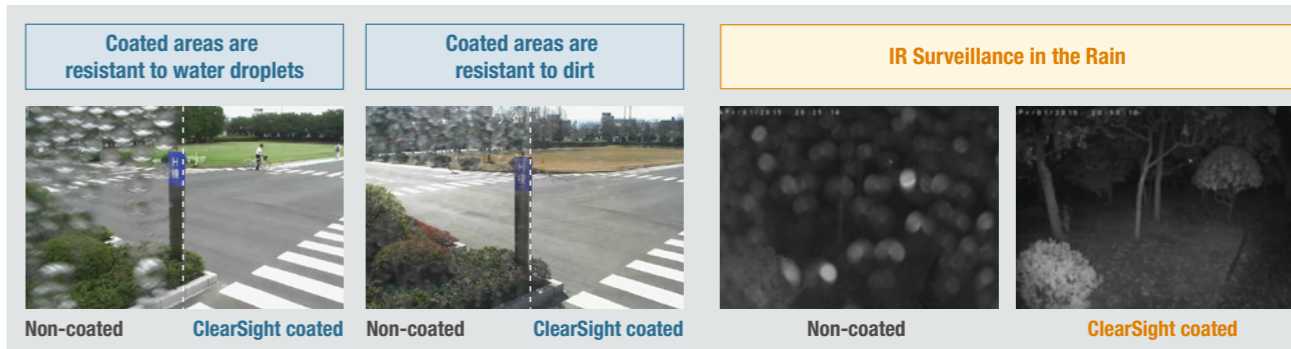 Coated areas are
resistant to water droplets
Coated areas are
resistant to dirt
IR Surveillance in the Rain
Non-coated
ClearSight coated
Non-coated
ClearSight coated
Non-coated
ClearSight coated